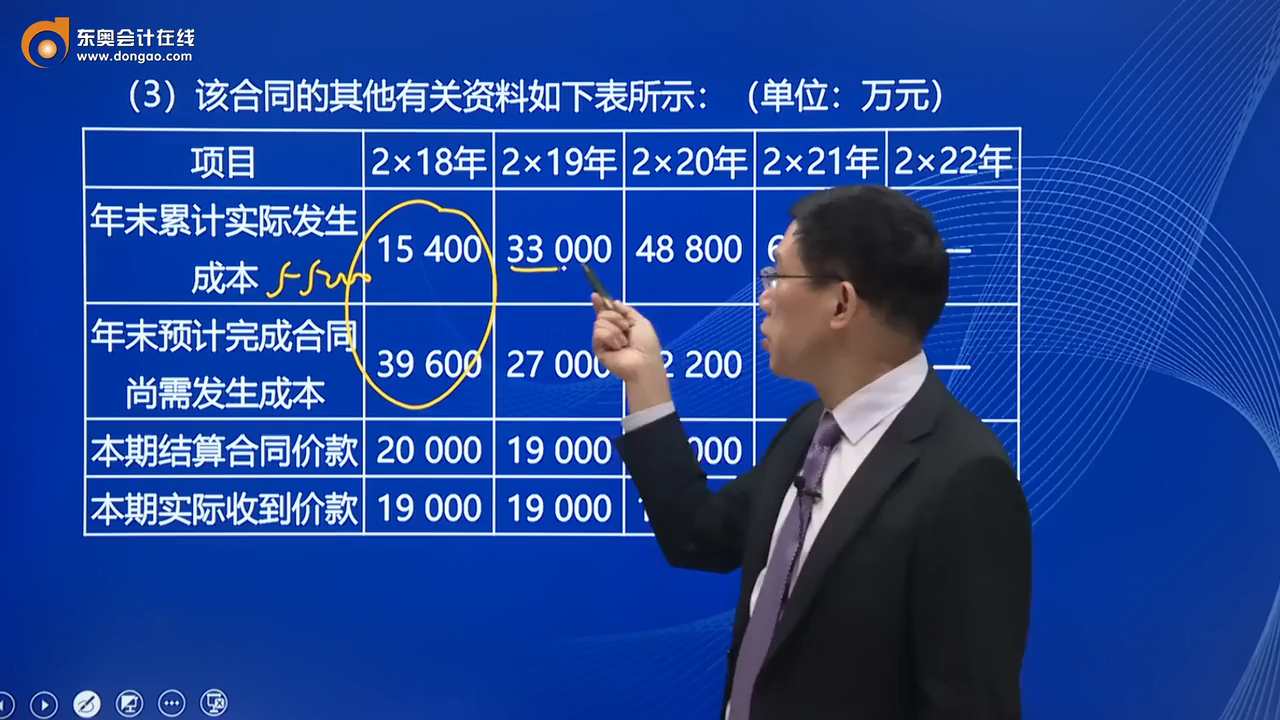 东奥会计在线
www.dongao.com
（3）该合同的其他有关资料如下表所示：（单位：万元）
项目 2×18年 2×19年 2×20年 2×21年 2×22年
年末累计实际发生
成本 15 400 33 000 48 800 —
55000
年末预计完成合同
尚需发生成本 39 600 27 000 2 200 —
本期结算合同价款 20 000 19 000 000
本期实际收到价款 19 000 19 000